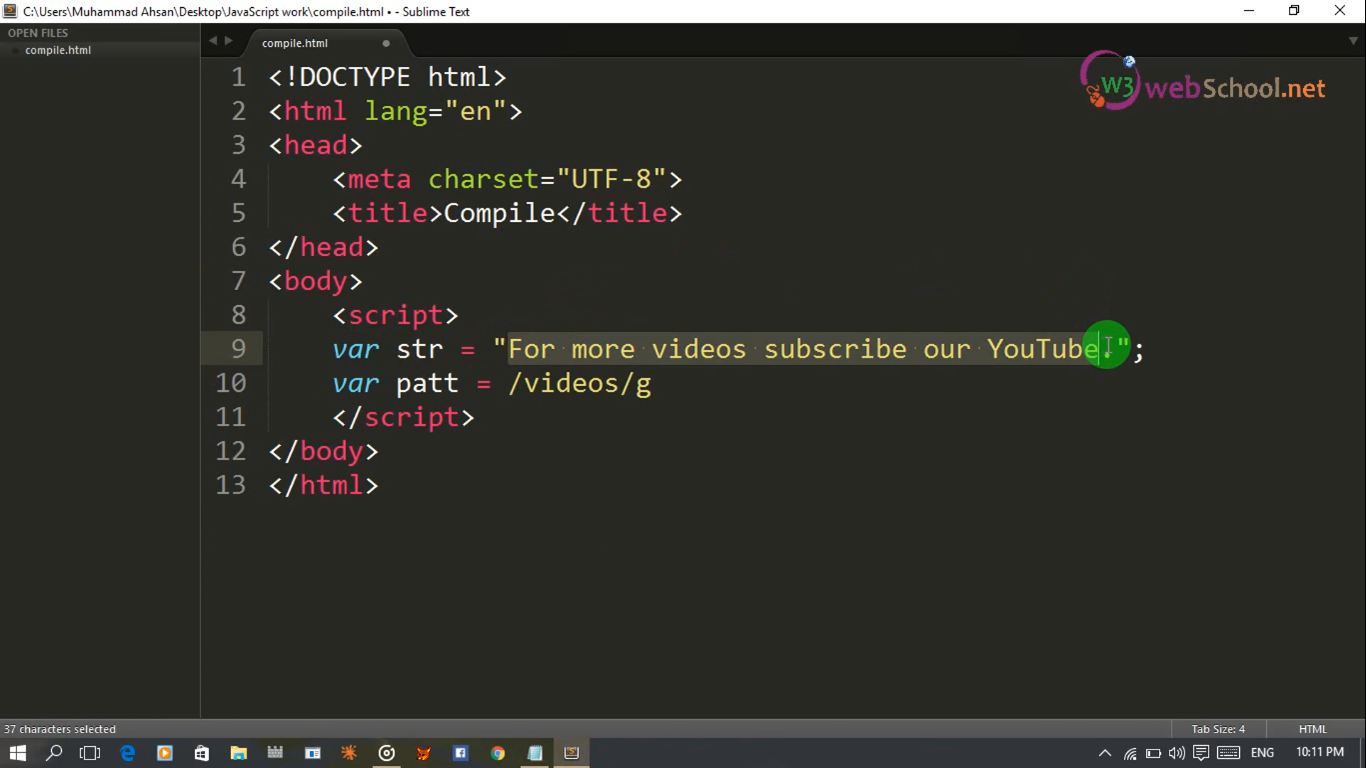 C:\Users\Muhammad Ahsan\Desktop\JavaScript work\compile.html • - Sublime Text
OPEN FILES
compile.html
compile.html
W3 webSchool.net
1 <!DOCTYPE html>
2 <html lang="en">
3 <head>
4 <meta charset="UTF-8">
5 <title>Compile</title>
6 </head>
7 <body>
8 <script>
9 var str = "For more videos subscribe our YouTube.";
10 var patt = /videos/g
11 </script>
12 </body>
13 </html>
37 characters selected
Tab Size: 4
HTML
ENG
10:11 PM